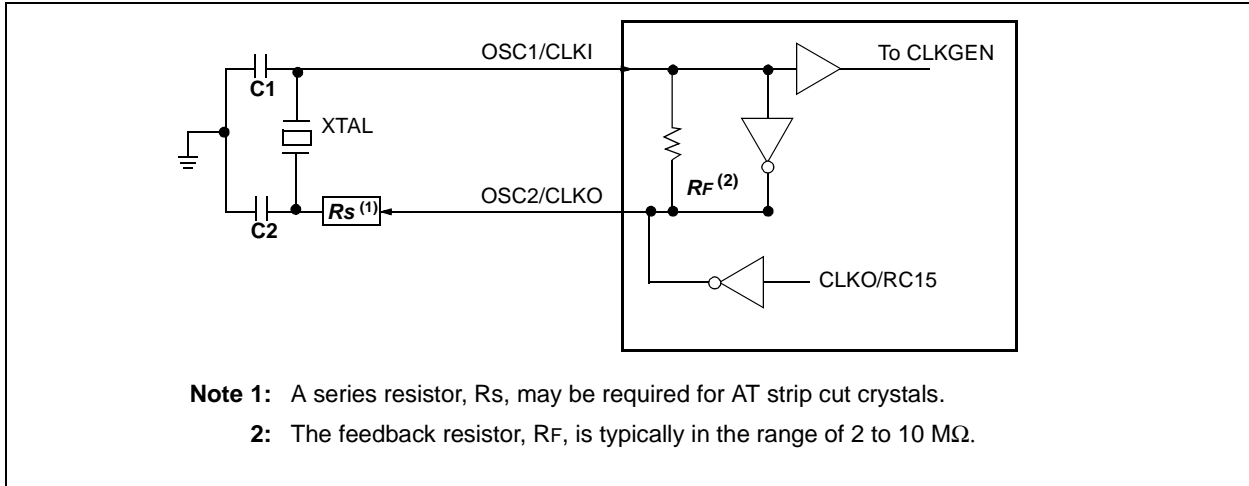 OSC1/CLKI
To CLKGEN
C1
XTAL
RF (2)
OSC2/CLKO
Rs (1)
C2
CLKO/RC15
Note 1: A series resistor, Rs, may be required for AT strip cut crystals.
2: The feedback resistor, RF, is typically in the range of 2 to 10 MΩ.